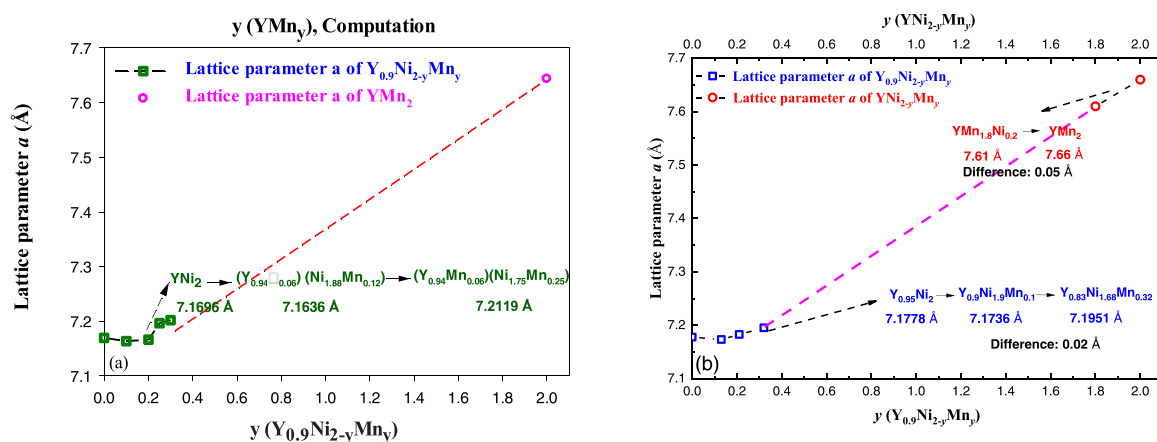 y (YMny), Computation
7.7
7.6
7.5
7.4
7.3
7.2
7.1
Lattice parameter a (Å)
Lattice parameter a of Y0.9Ni2-yMny
Lattice parameter a of YMn2
YNi2 (Y0.94 0.06) (Ni1.88Mn0.12) (Y0.94Mn0.06)(Ni1.75Mn0.25)
7.1696 Å 7.1636 Å 7.2119 Å
(a)
0.0 0.2 0.4 0.6 0.8 1.0 1.2 1.4 1.6 1.8 2.0
y (Y0.9Ni2-yMny)
y (YNi2-yMny)
0.0 0.2 0.4 0.6 0.8 1.0 1.2 1.4 1.6 1.8 2.0
7.7
7.6
7.5
7.4
7.3
7.2
7.1
Lattice parameter a (Å)
Lattice parameter a of Y0.9Ni2-yMny
Lattice parameter a of YNi2-yMny
YMn1.8Ni0.2 YMn2
7.61 Å 7.66 Å
Difference: 0.05 Å
Y0.95Ni2 Y0.9Ni1.9Mn0.1 Y0.83Ni1.68Mn0.32
7.1778 Å 7.1736 Å 7.1951 Å
Difference: 0.02 Å
(b)
0.0 0.2 0.4 0.6 0.8 1.0 1.2 1.4 1.6 1.8 2.0
y (Y0.9Ni2-yMny)